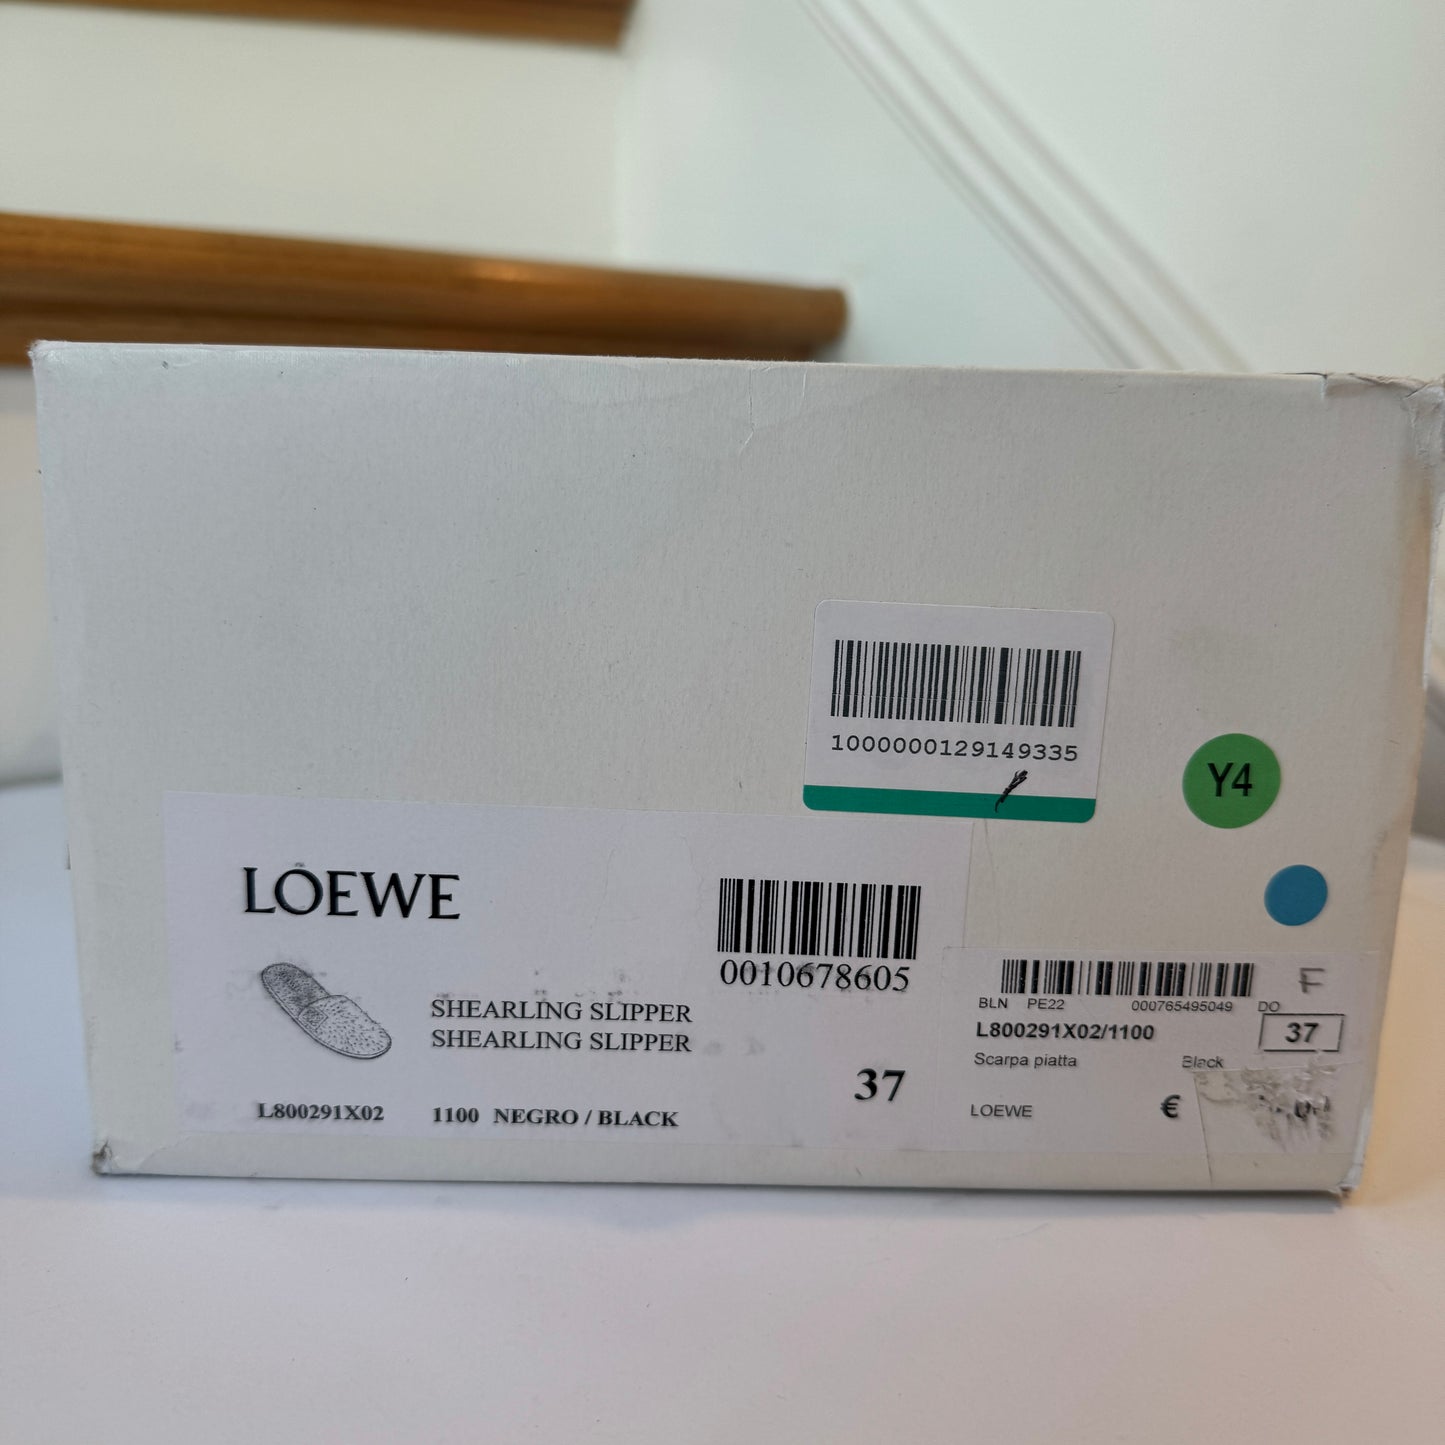 1000000129149335
Y4
LOEWE
0010678605
SHEARLING SLIPPER
SHEARLING SLIPPER
37
L800291X02 1100 NEGRO / BLACK
F
BLN PE22 000765495049 DO
L800291X02/1100 37
Scarpa piatta Black
LOEWE €